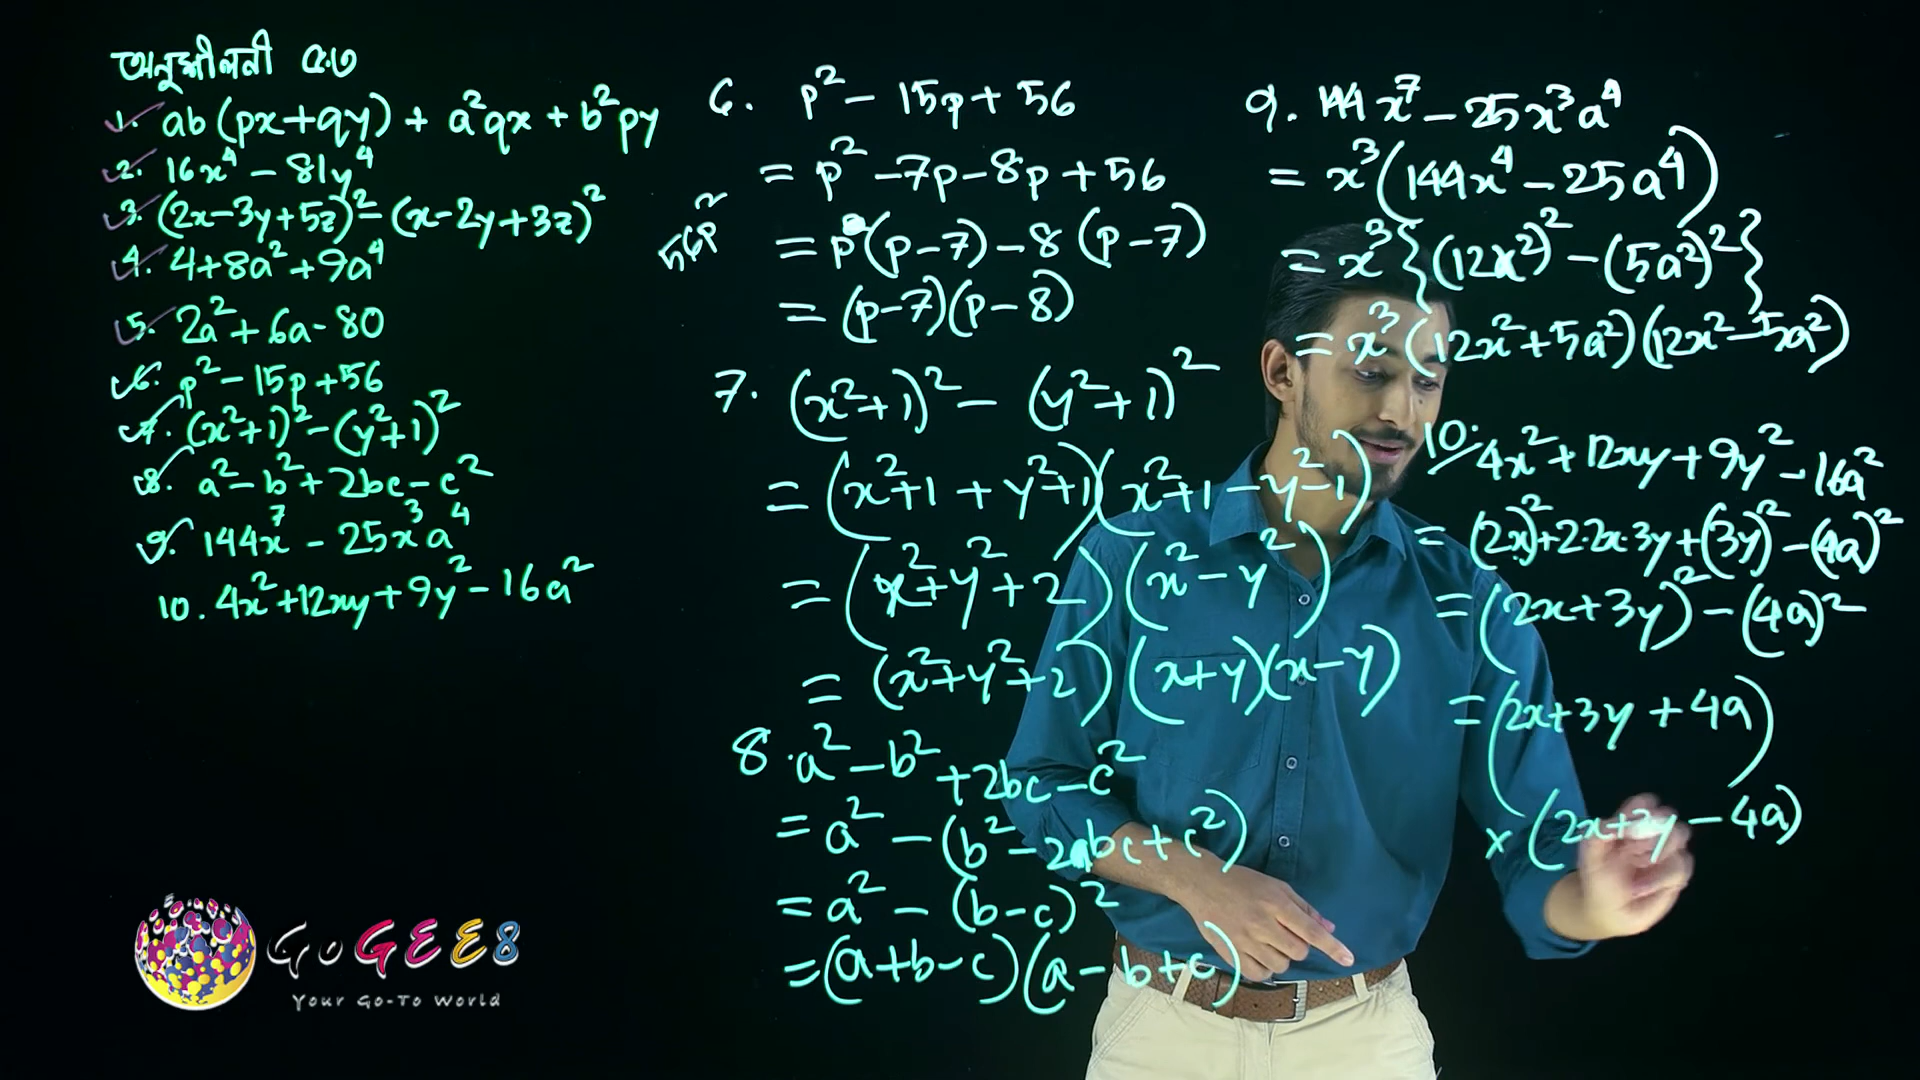 অনুশীলনী ৫.৩
1. ab(px+qy) + a²qx + b²py
2. 16x⁴ - 81y⁴
3. (2x-3y+5z)² - (x-2y+3z)²
4. 4+8a²+9a⁴
5. 2a²+6a-80
6. p²-15p+56
7. (x²+1)² - (y²+1)²
8. a²-b²+2bc-c²
9. 144x⁷ - 25x³a⁴
10. 4x²+12xy+9y²-16a²
6. p² - 15p + 56
= p² - 7p - 8p + 56
56p²
= p(p-7) - 8(p-7)
= (p-7)(p-8)
7. (x²+1)² - (y²+1)²
= (x²+1 + y²+1)(x²+1 - y²-1)
= (x²+y²+2)(x²-y²)
= (x²+y²+2)(x+y)(x-y)
8. a² - b² + 2bc - c²
= a² - (b² - 2bc + c²)
= a² - (b-c)²
= (a+b-c)(a-b+c)
9. 144x⁷ - 25x³a⁴
= x³(144x⁴ - 25a⁴)
= x³{(12x²)² - (5a²)²}
= x³(12x²+5a²)(12x²-5a²)
10. 4x²+12xy+9y²-16a²
= (2x)²+2.2x.3y+(3y)²-(4a)²
= (2x+3y)² - (4a)²
= (2x+3y+4a)
× (2x+3y-4a)
GoGEE8
Your Go-To World